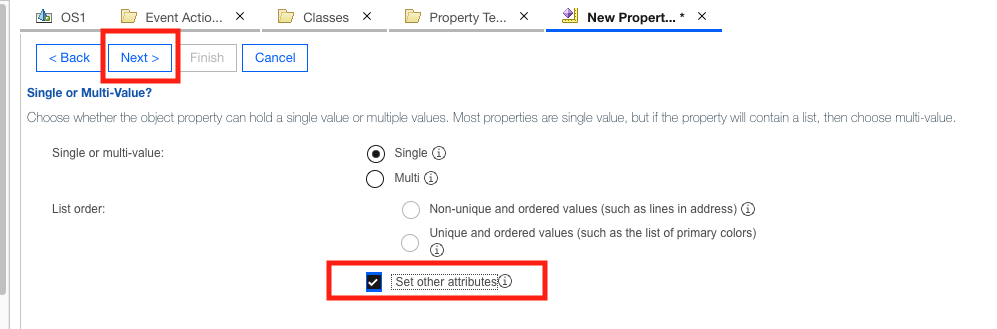 OS1 Event Actio... × Classes × Property Te... × New Propert... * ×
< Back Next > Finish Cancel
Single or Multi-Value?
Choose whether the object property can hold a single value or multiple values. Most properties are single value, but if the property will contain a list, then choose multi-value.
Single or multi-value: Single
Multi
List order: Non-unique and ordered values (such as lines in address)
Unique and ordered values (such as the list of primary colors)
Set other attributes